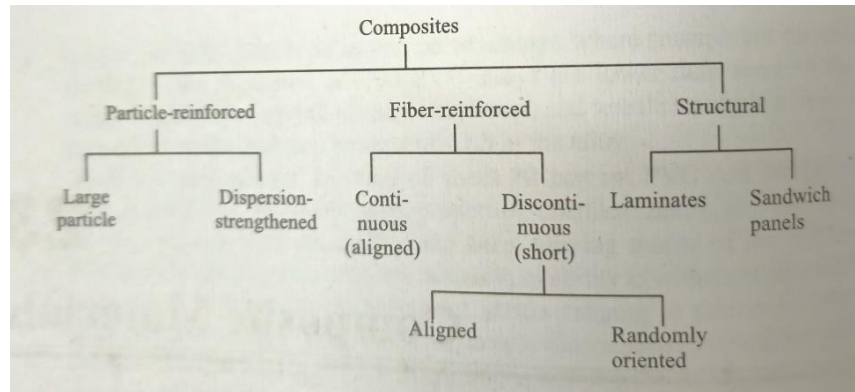 Composites
Particle-reinforced
Fiber-reinforced
Structural
Large
particle
Dispersion-
strengthened
Conti-
nuous
(aligned)
Disconti-
nuous
(short)
Laminates
Sandwich
panels
Aligned
Randomly
oriented